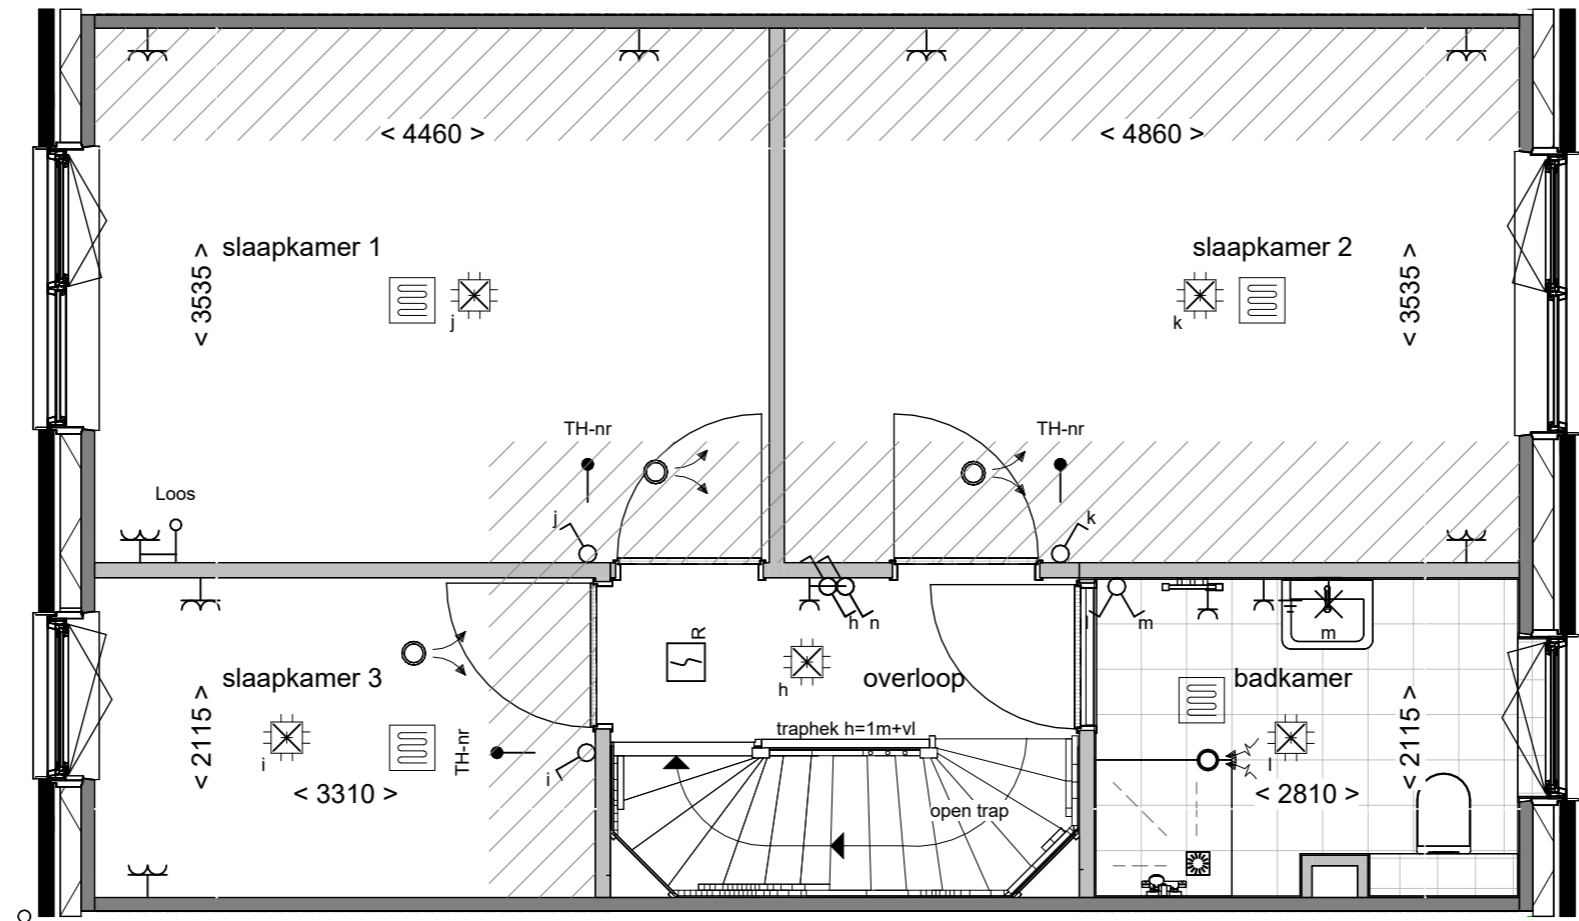 < 4460 >
< 4860 >
slaapkamer 1
slaapkamer 2
< 3535 >
< 3535 >
j
k
TH-nr
TH-nr
Loos
j
k
h n
l m
m
R
slaapkamer 3
h
overloop
badkamer
< 2115 >
< 2115 >
traphek h=1m+vl
TH-nr
i
i
l
< 3310 >
< 2810 >
open trap